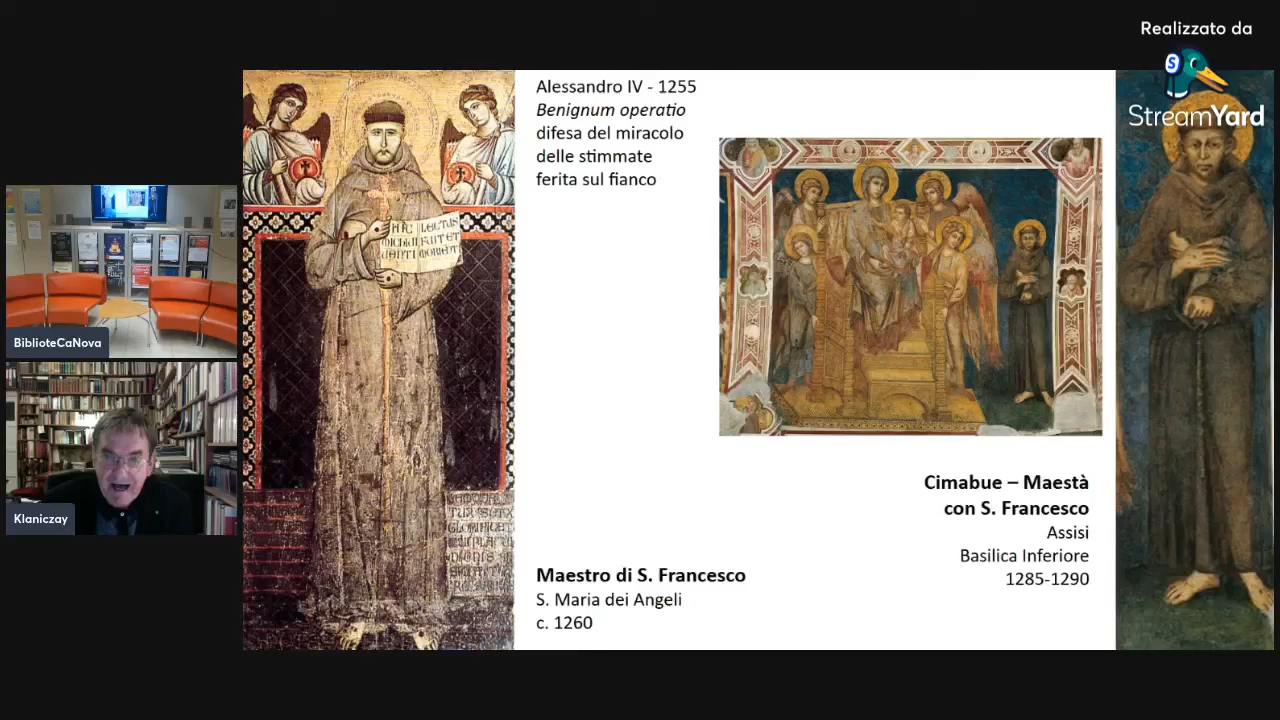 Realizzato da
StreamYard
Alessandro IV - 1255
Benignum operatio
difesa del miracolo
delle stimmate
ferita sul fianco
BiblioteCaNova
Klaniczay
Cimabue – Maestà
con S. Francesco
Assisi
Basilica Inferiore
1285-1290
Maestro di S. Francesco
S. Maria dei Angeli
c. 1260